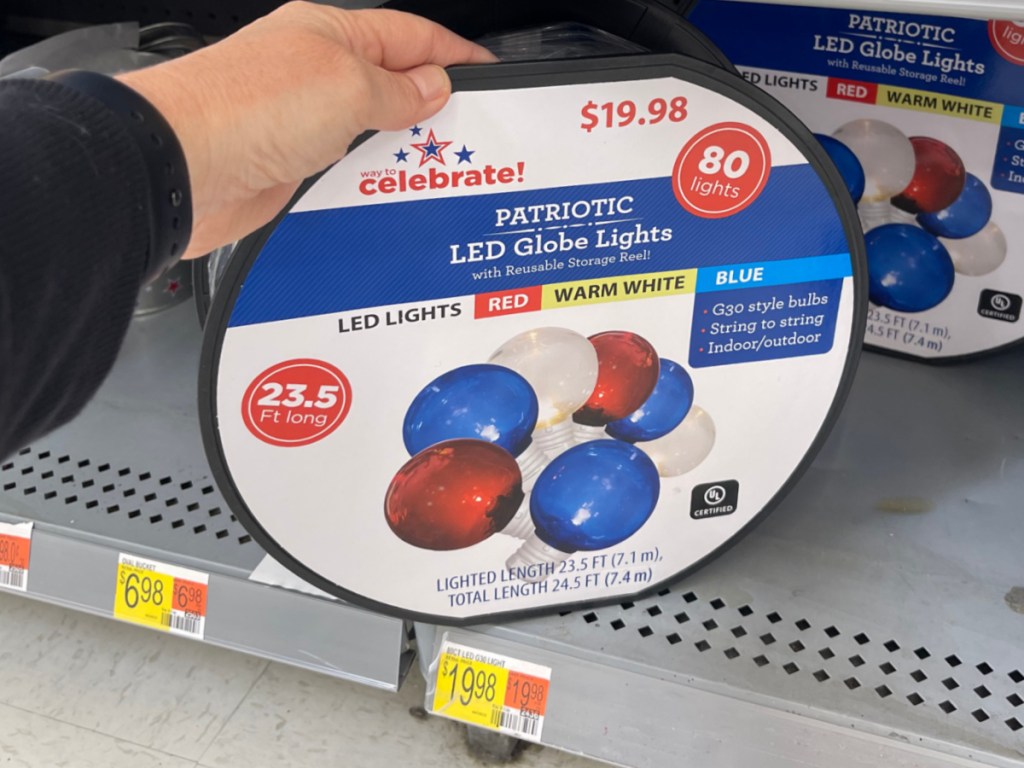 $19.98
way to
celebrate!
80
lights
PATRIOTIC
LED Globe Lights
with Reusable Storage Reel!
LED LIGHTS RED WARM WHITE BLUE
· G30 style bulbs
· String to string
· Indoor/outdoor
23.5
Ft long
UL
CERTIFIED
LIGHTED LENGTH 23.5 FT (7.1 m),
TOTAL LENGTH 24.5 FT (7.4 m)
PATRIOTIC
LED Globe Lights
with Reusable Storage Reel!
ED LIGHTS RED WARM WHITE
UL
CERTIFIED
23.5 FT (7.1 m),
4.5 FT (7.4 m)
$6.98 6.98
$19.98 $19.98